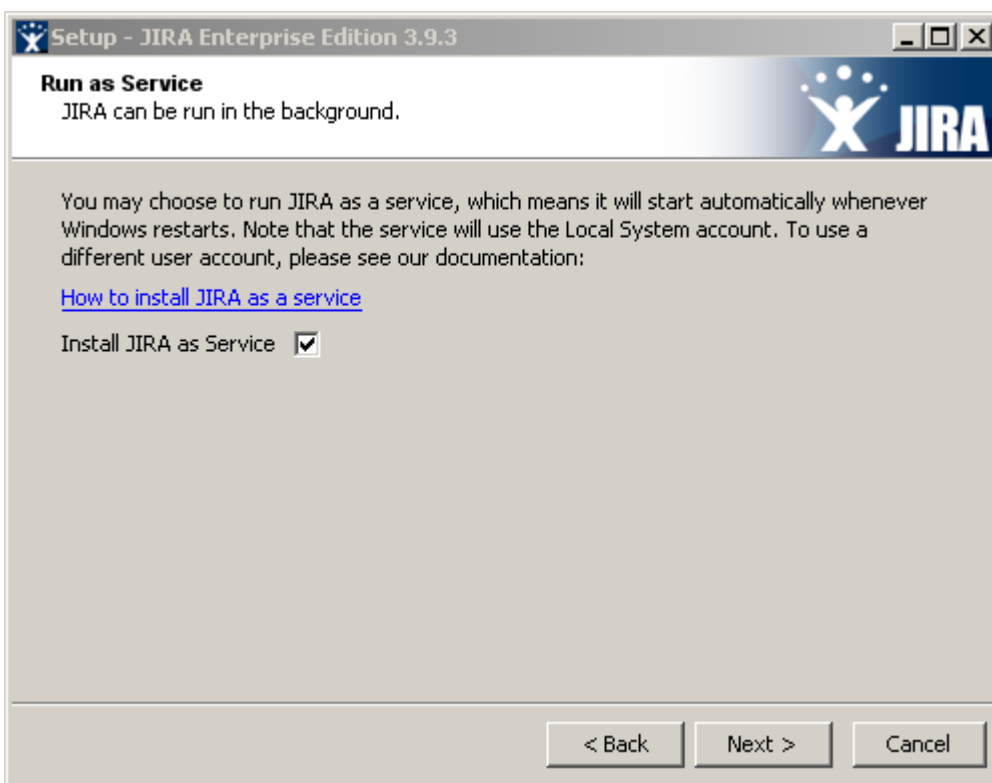 Setup - JIRA Enterprise Edition 3.9.3
Run as Service
JIRA can be run in the background.
JIRA
You may choose to run JIRA as a service, which means it will start automatically whenever
Windows restarts. Note that the service will use the Local System account. To use a
different user account, please see our documentation:
How to install JIRA as a service
Install JIRA as Service
< Back
Next >
Cancel